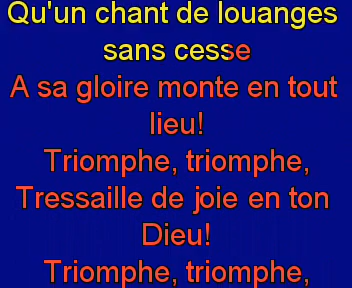 Qu'un chant de louanges
sans cesse
A sa gloire monte en tout
lieu!
Triomphe, triomphe,
Tressaille de joie en ton
Dieu!
Triomphe, triomphe,